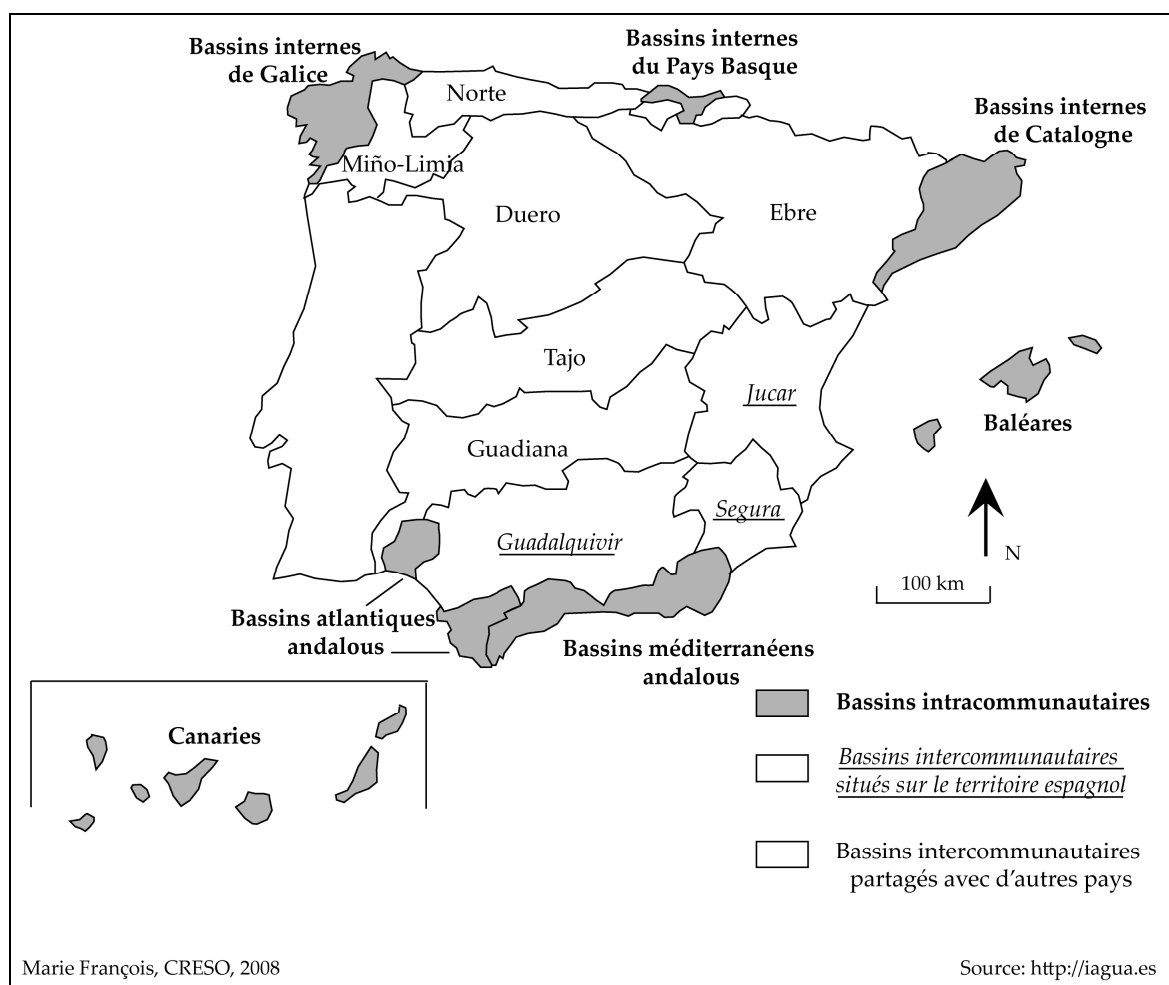 Bassins internes
de Galice
Bassins internes
du Pays Basque
Norte
Bassins internes
de Catalogne
Miño-Limia
Duero
Ebre
Tajo
Jucar
Baléares
Guadiana
Segura
Guadalquivir
N
100 km
Bassins atlantiques
andalous
Bassins méditerranéens
andalous
Canaries
Bassins intracommunautaires
Bassins intercommunautaires
situés sur le territoire espagnol
Bassins intercommunautaires
partagés avec d'autres pays
Marie François, CRESO, 2008
Source: http://iagua.es